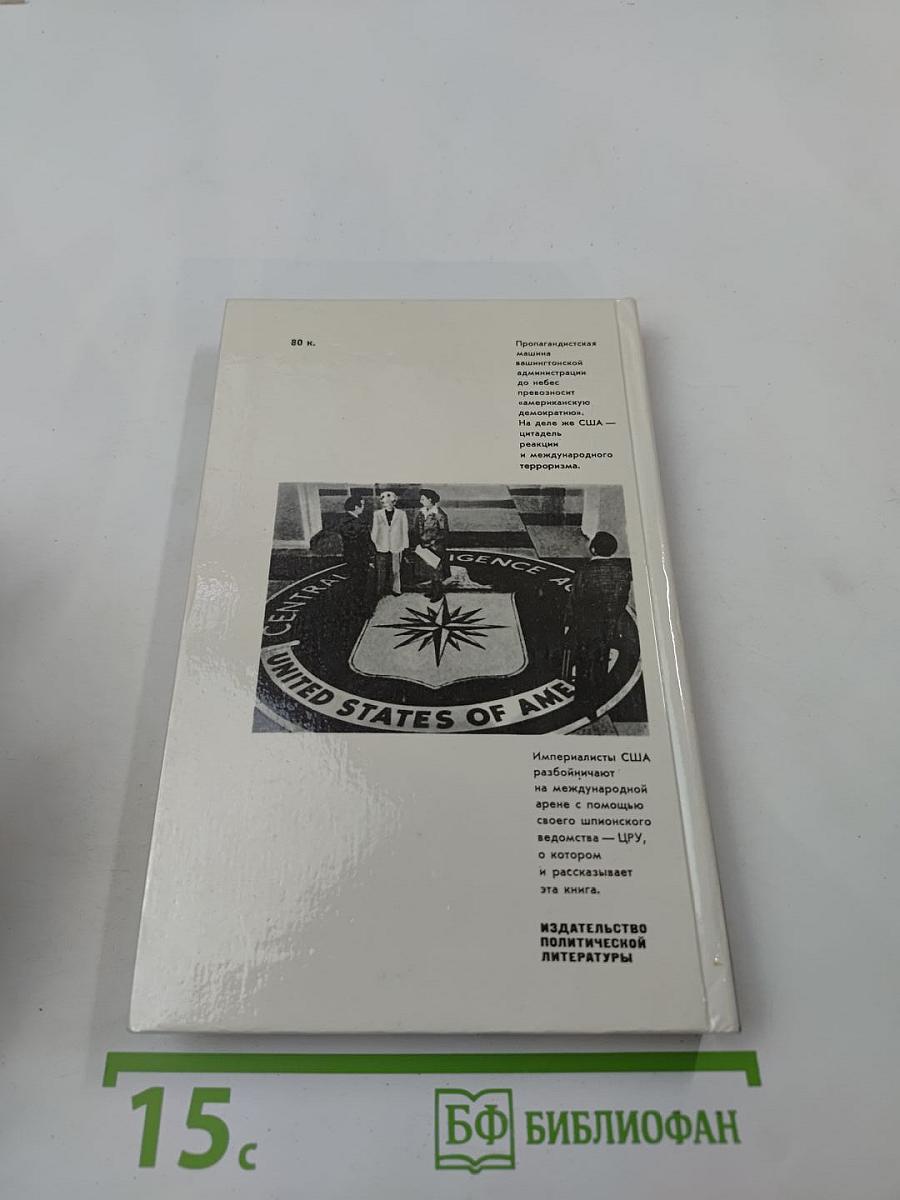 80 к.
Пропагандистская
машина
вашингтонской
администрации
до небес
превозносит
«американскую
демократию».
На деле же США —
цитадель
реакции
и международного
терроризма.
CENTRAL IGENCE AG
UNITED STATES OF AME
Империалисты США
разбойничают
на международной
арене с помощью
своего шпионского
ведомства — ЦРУ,
о котором
и рассказывает
эта книга.
ИЗДАТЕЛЬСТВО
ПОЛИТИЧЕСКОЙ
ЛИТЕРАТУРЫ
15 с
БФ БИБЛИОФАН